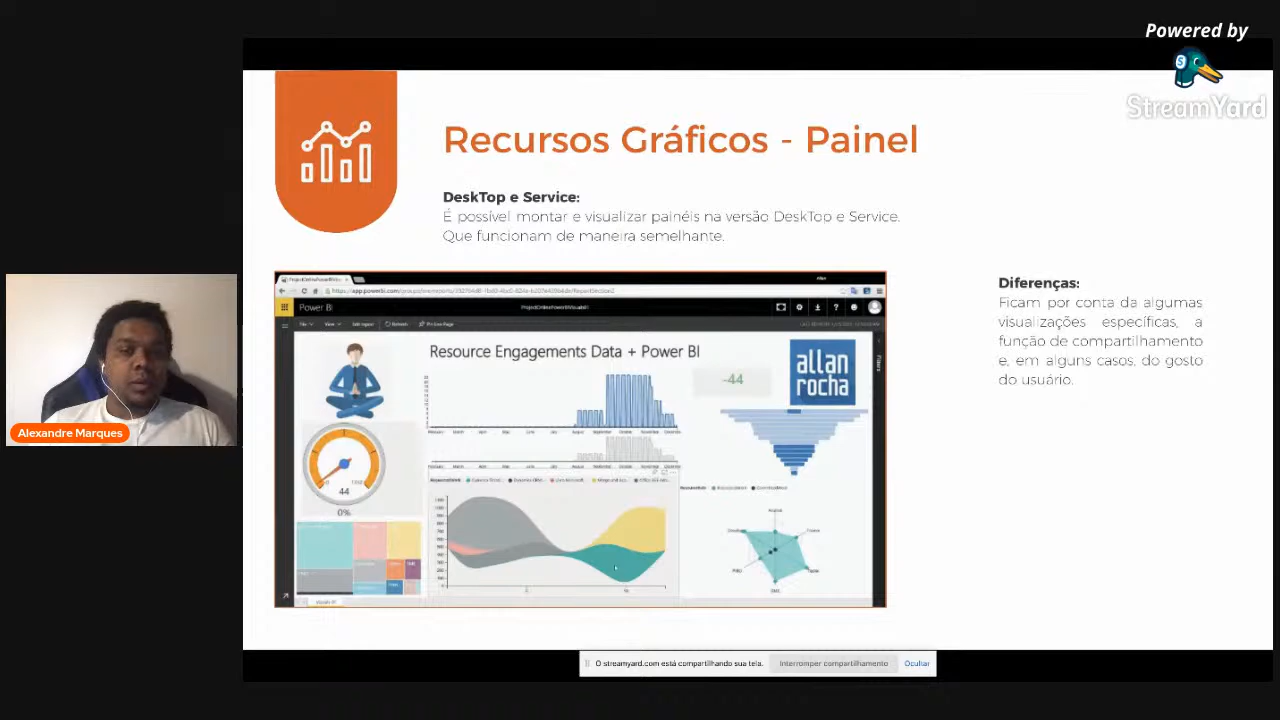 Powered by
StreamYard
Recursos Gráficos - Painel
DeskTop e Service:
É possível montar e visualizar painéis na versão DeskTop e Service.
Que funcionam de maneira semelhante.
Power BI
Resource Engagements Data + Power BI
-44
allan
rocha
44
0%
Diferenças:
Ficam por conta da algumas
visualizações específicas, a
função de compartilhamento
e, em alguns casos, do gosto
do usuário.
Alexandre Marques
O streamyard.com está compartilhando sua tela.
Interromper compartilhamento
Ocultar